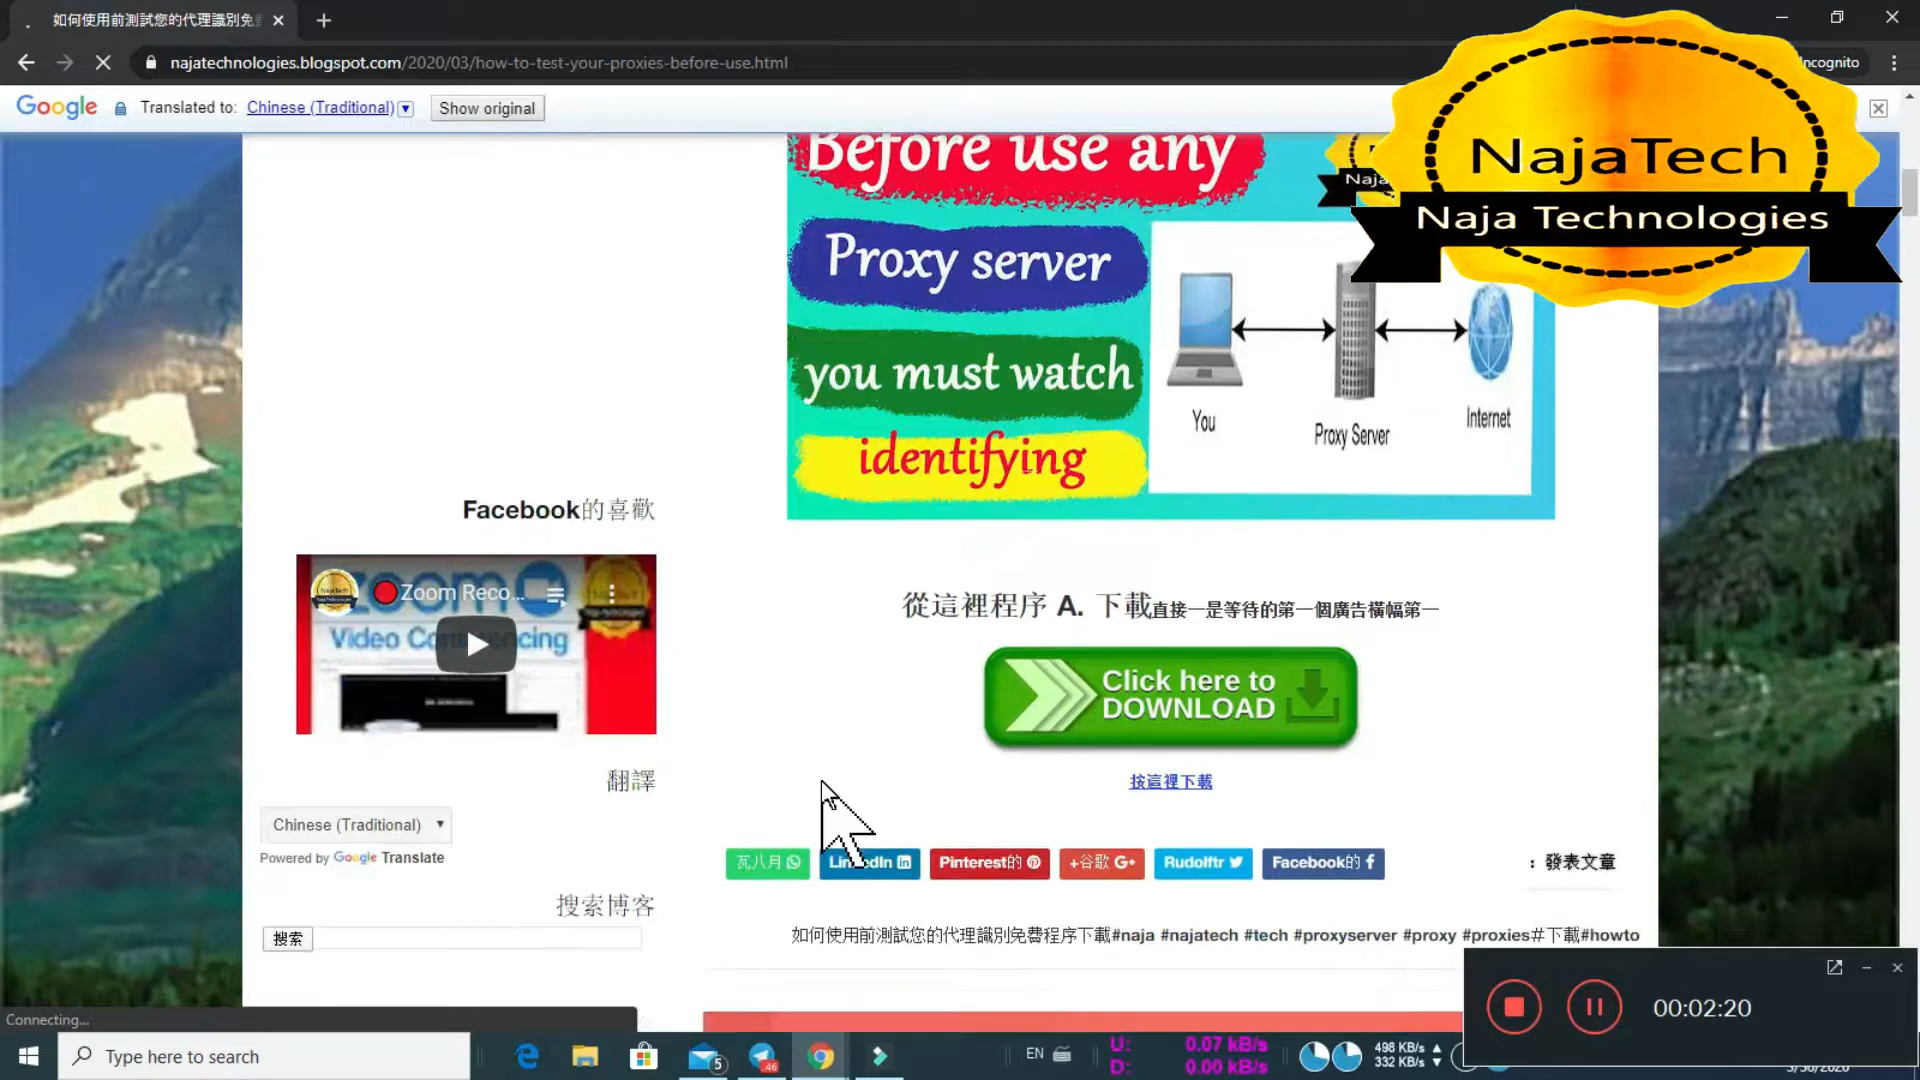 如何使用前測試您的代理識別免費
najatechnologies.blogspot.com/2020/03/how-to-test-your-proxies-before-use.html
Incognito
Google
Translated to:
Chinese (Traditional)
Show original
NajaTech
Naja Technologies
Before use any
Proxy server
you must watch
identifying
You
Proxy Server
Internet
Facebook的喜歡
Zoom Reco...
zoom
Video Conferencing
從這裡程序 A. 下載直接一是等待的第一個廣告橫幅第一
Click here to
DOWNLOAD
按這裡下載
翻譯
Chinese (Traditional)
Powered by Google Translate
瓦八月
LinkedIn
Pinterest的
+谷歌 G+
Rudolftr
Facebook的
: 發表文章
搜索博客
搜索
如何使用前測試您的代理識別免費程序下載#naja #najatech #tech #proxyserver #proxy #proxies#下載#howto
00:02:20
Connecting...
Type here to search
5
46
EN
U: 0.07 kB/s
D: 0.00 kB/s
498 KB/s
332 KB/s